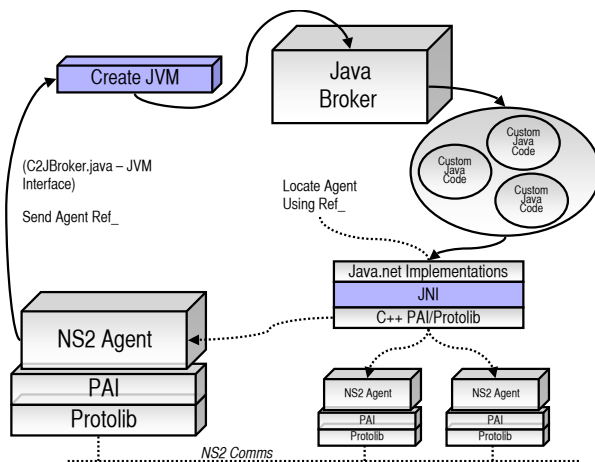 Create JVM
Java
Broker
Custom
Java
Code
Custom
Java
Code
Custom
Java
Code
(C2JBroker.java – JVM
Interface)
Send Agent Ref_
Locate Agent
Using Ref_
Java.net Implementations
JNI
C++ PAI/Protolib
NS2 Agent
PAI
Protolib
NS2 Agent
PAI
Protolib
NS2 Agent
PAI
Protolib
NS2 Comms